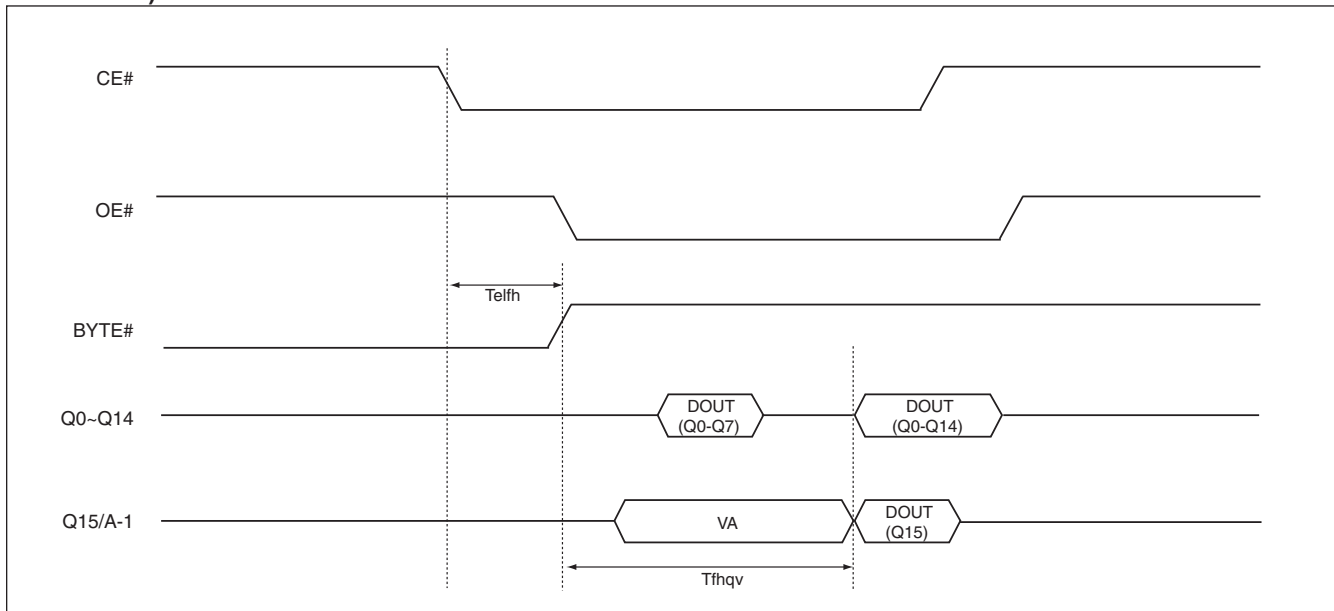 CE#
OE#
Telfh
BYTE#
Q0~Q14
DOUT
(Q0-Q7)
DOUT
(Q0-Q14)
Q15/A-1
VA
DOUT
(Q15)
Tfhqv